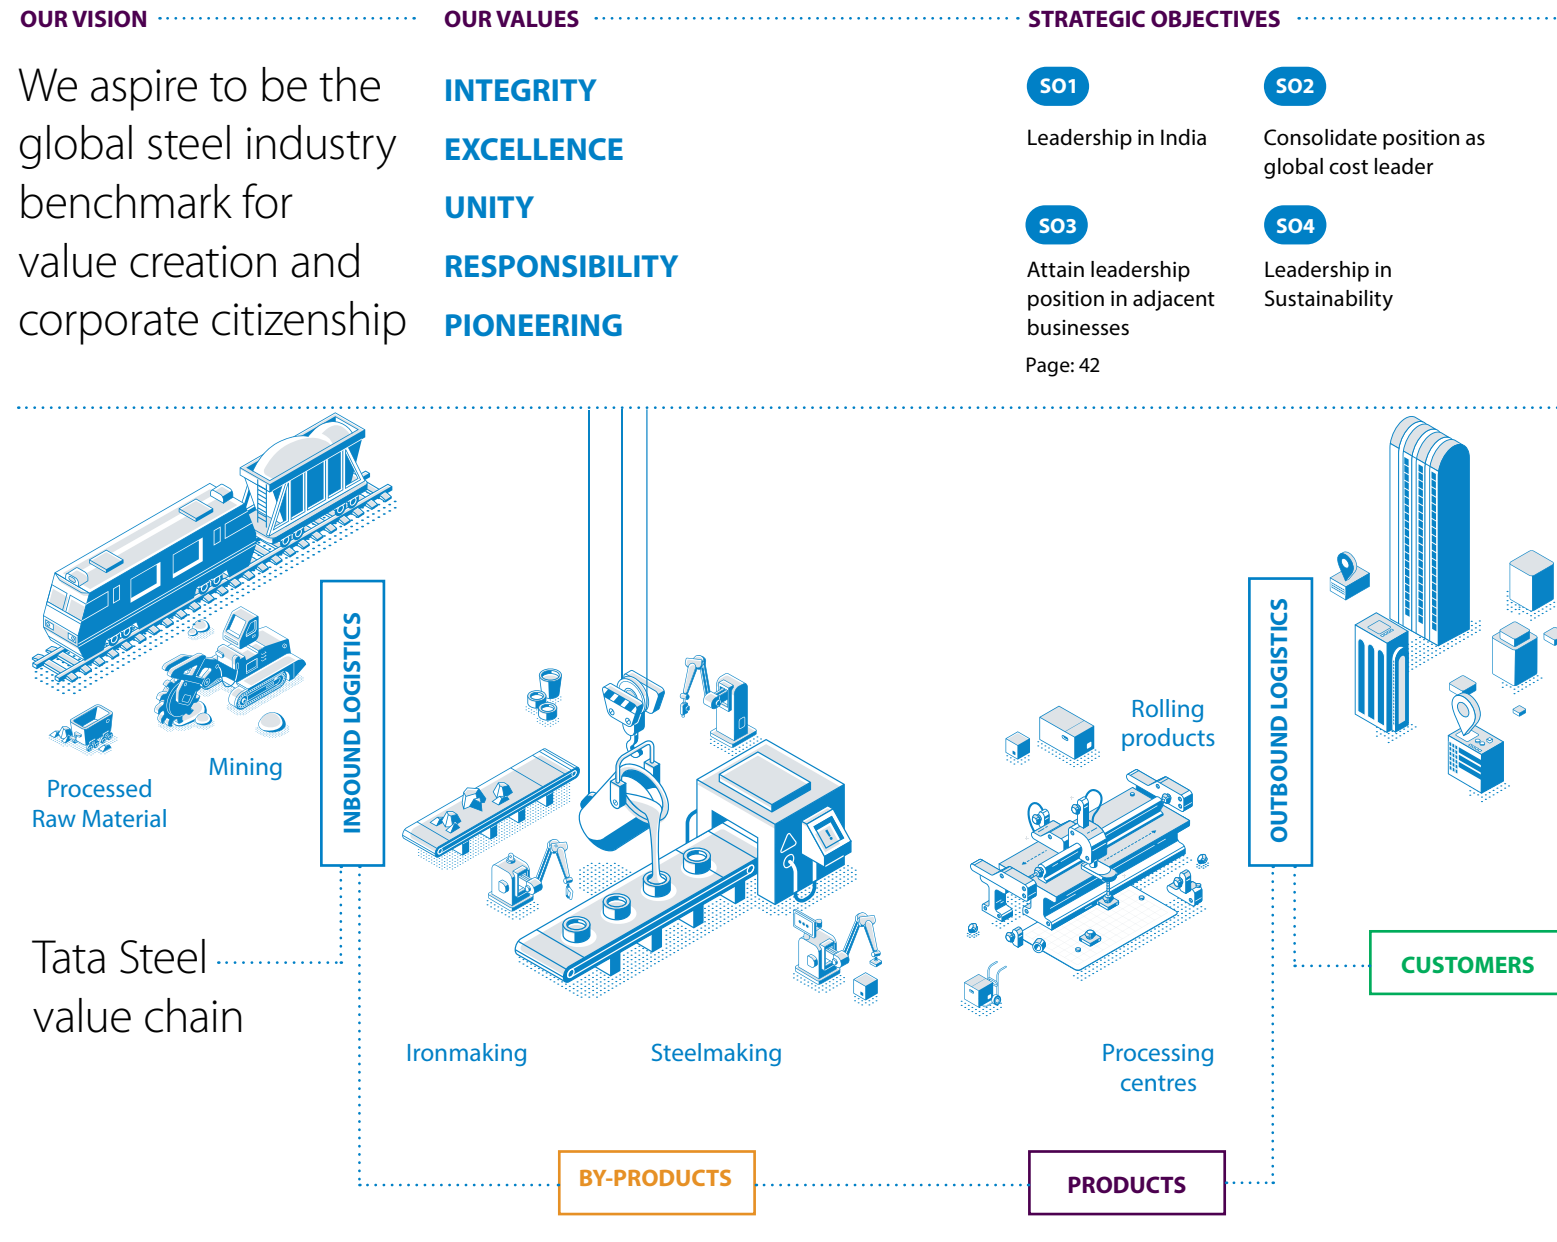 OUR VISION
We aspire to be the
global steel industry
benchmark for
value creation and
corporate citizenship
OUR VALUES
INTEGRITY
EXCELLENCE
UNITY
RESPONSIBILITY
PIONEERING
STRATEGIC OBJECTIVES
SO1
Leadership in India
SO2
Consolidate position as
global cost leader
SO3
Attain leadership
position in adjacent
businesses
Page: 42
SO4
Leadership in
Sustainability
Processed
Raw Material
Mining
INBOUND LOGISTICS
Tata Steel
value chain
Ironmaking
Steelmaking
Rolling
products
Processing
centres
OUTBOUND LOGISTICS
CUSTOMERS
BY-PRODUCTS
PRODUCTS